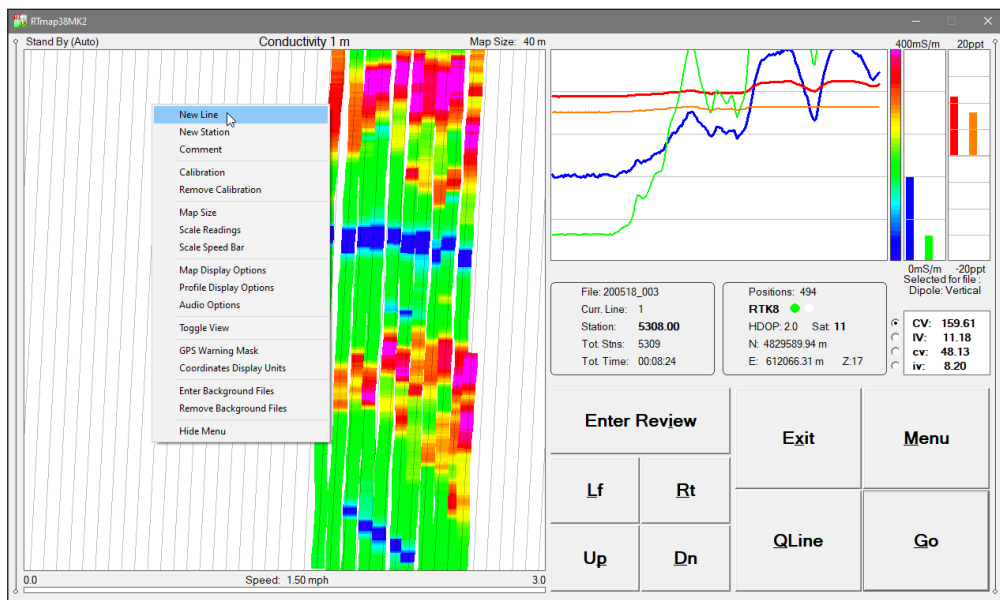 RTmap38MK2
Stand By (Auto)
Conductivity 1 m
Map Size: 40 m
New Line
New Station
Comment
Calibration
Remove Calibration
Map Size
Scale Readings
Scale Speed Bar
Map Display Options
Profile Display Options
Audio Options
Toggle View
GPS Warning Mask
Coordinates Display Units
Enter Background Files
Remove Background Files
Hide Menu
0.0
Speed: 1.50 mph
3.0
400mS/m
20ppt
0mS/m
-20ppt
Selected for file :
Dipole: Vertical
File: 200518_003
Curr. Line: 1
Station: 5308.00
Tot. Stns: 5309
Tot. Time: 00:08:24
Positions: 494
RTK8
HDOP: 2.0 Sat: 11
N: 4829589.94 m
E: 612066.31 m Z:17
CV: 159.61
IV: 11.18
cv: 48.13
iv: 8.20
Enter Review
Exit
Menu
Lf
Rt
Up
Dn
QLine
Go